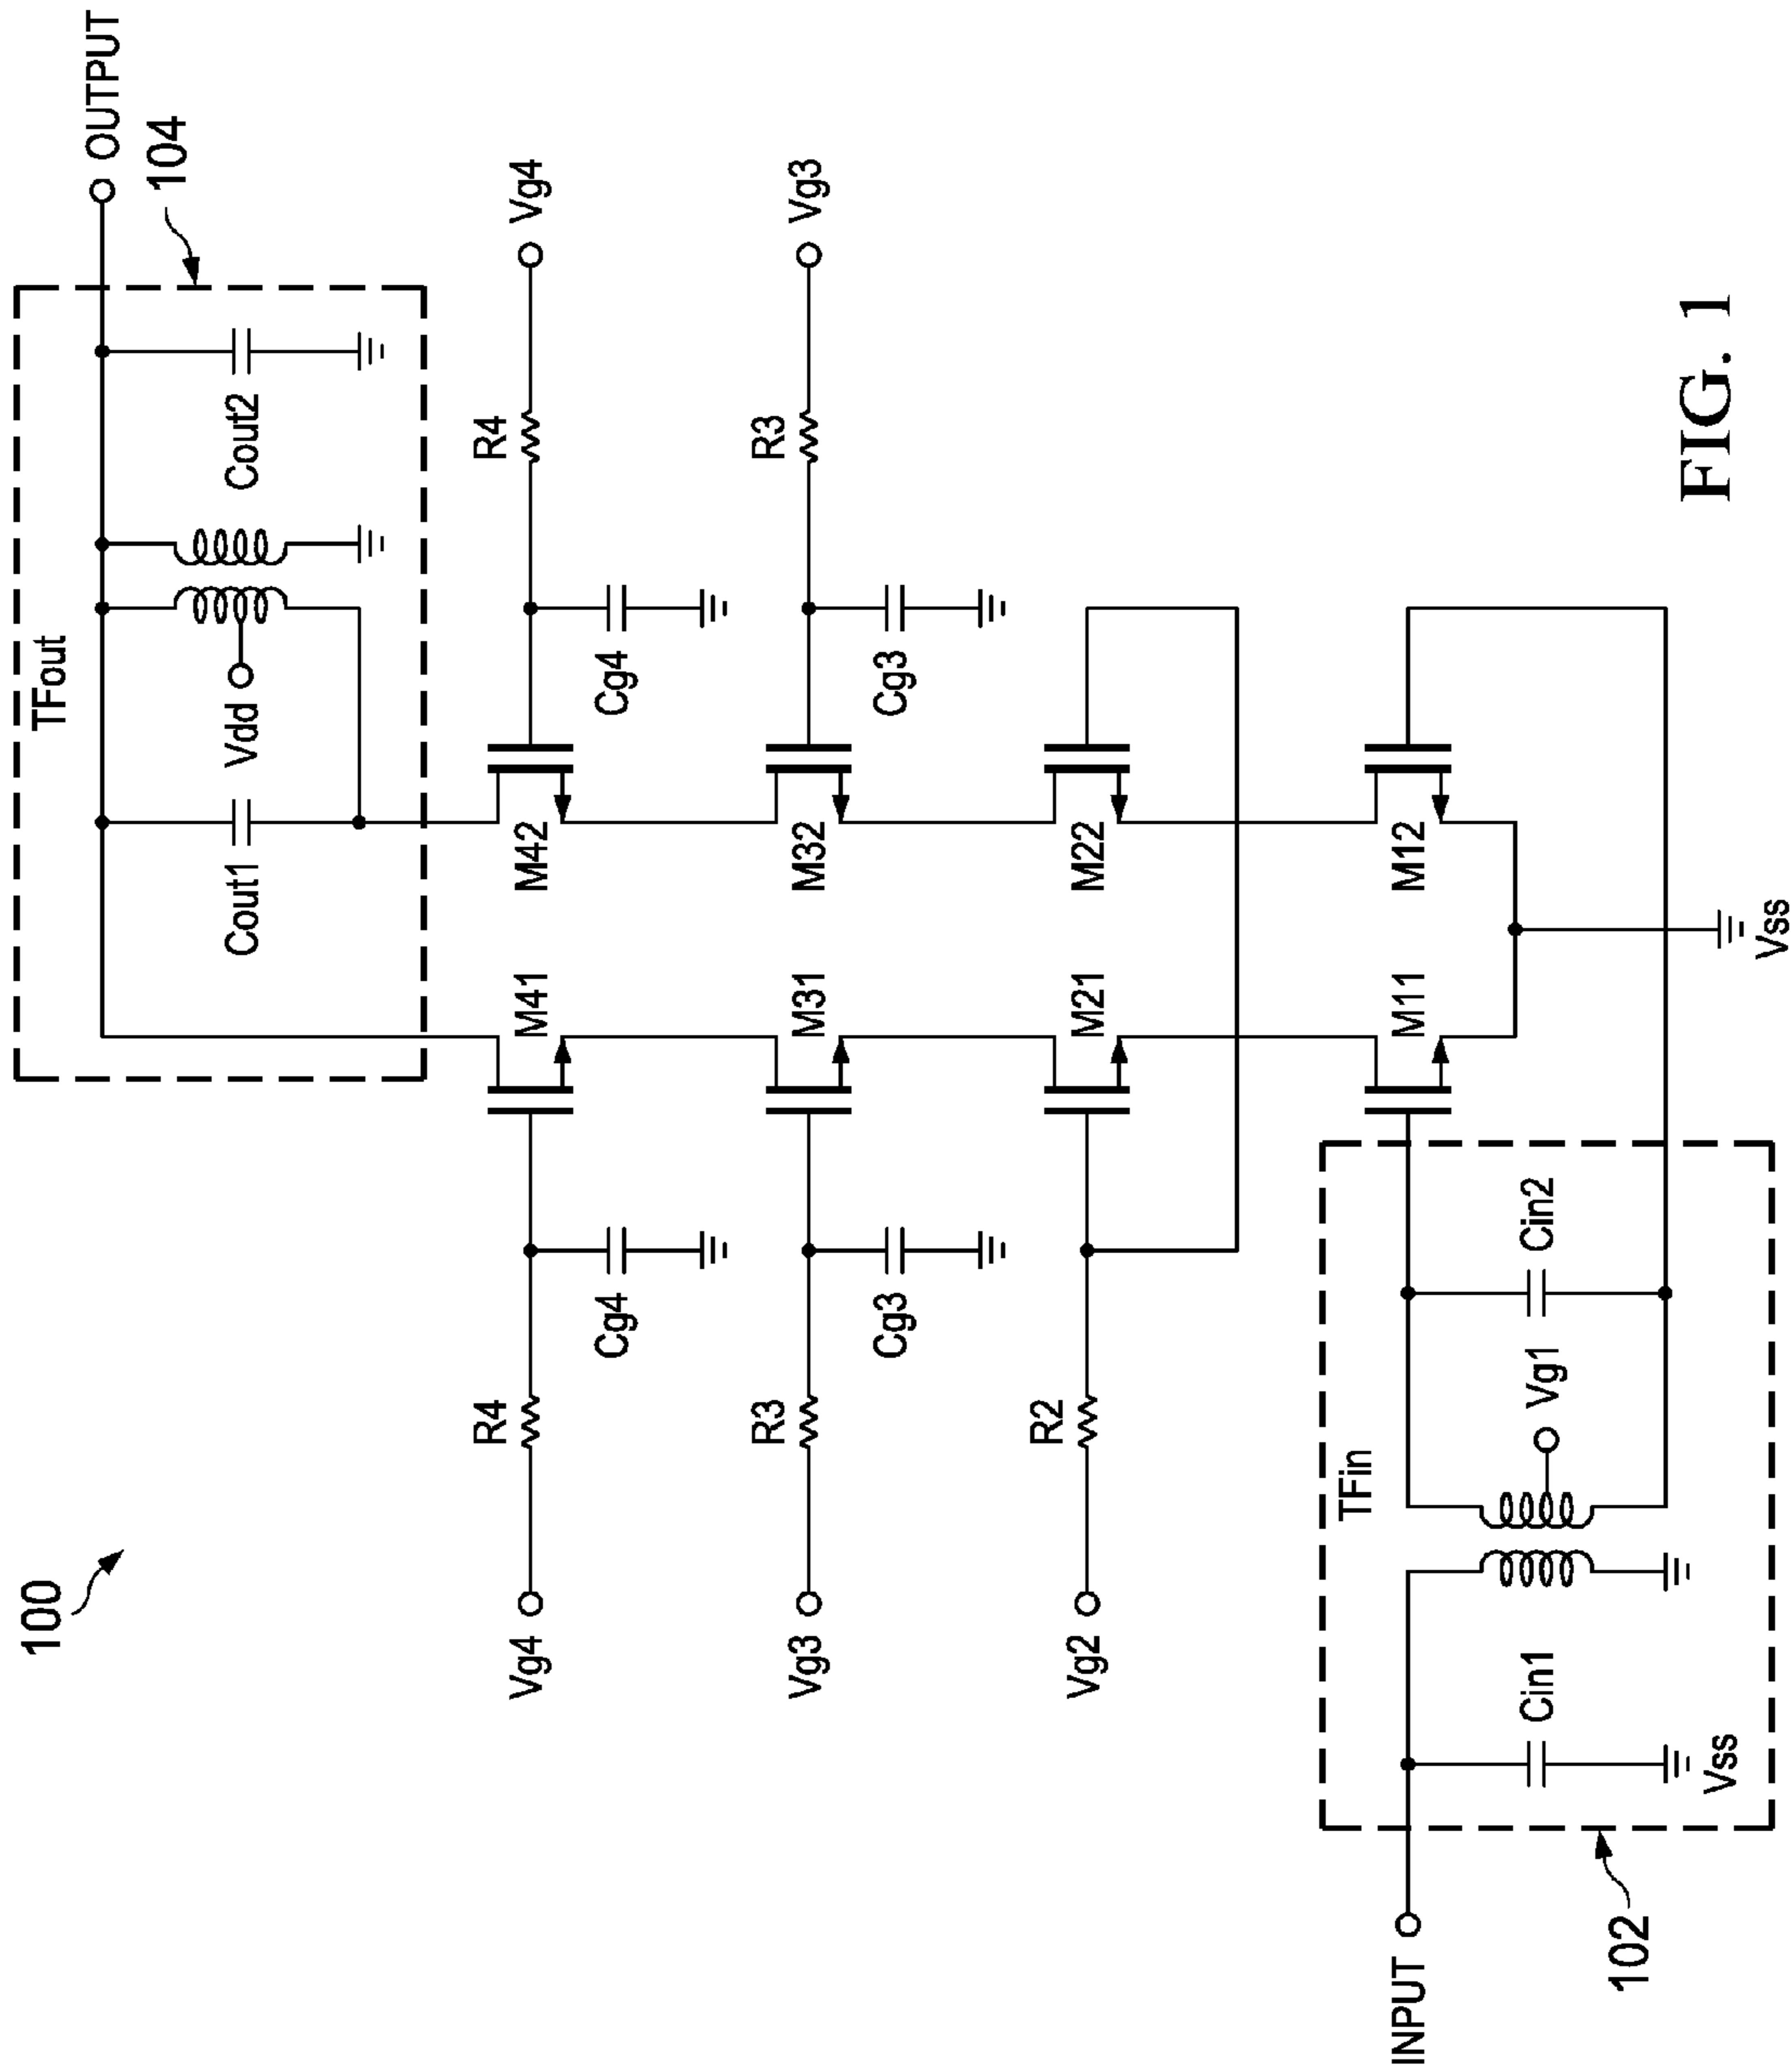 100
TFout
OUTPUT
104
Cout1
Vdd
Cout2
Vg4
R4
Cg4
M41
M42
Cg4
R4
Vg4
Vg3
R3
Cg3
M31
M32
Cg3
R3
Vg3
Vg2
R2
M21
M22
INPUT
TFin
Cin1
Vss
Vg1
Cin2
M11
M12
Vss
102
FIG. 1